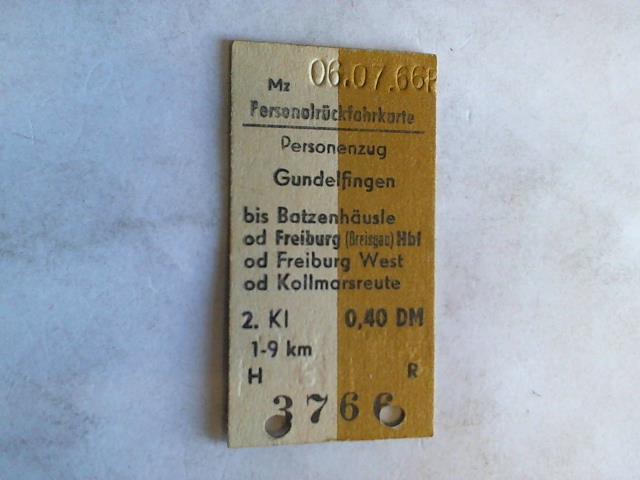 06.07.66R
Mz
Personalrückfahrkarte
Personenzug
Gundelfingen
bis Batzenhäusle
od Freiburg (Breisgau) Hbf
od Freiburg West
od Kollmarsreute
2. Kl 0,40 DM
1-9 km
H R
3766